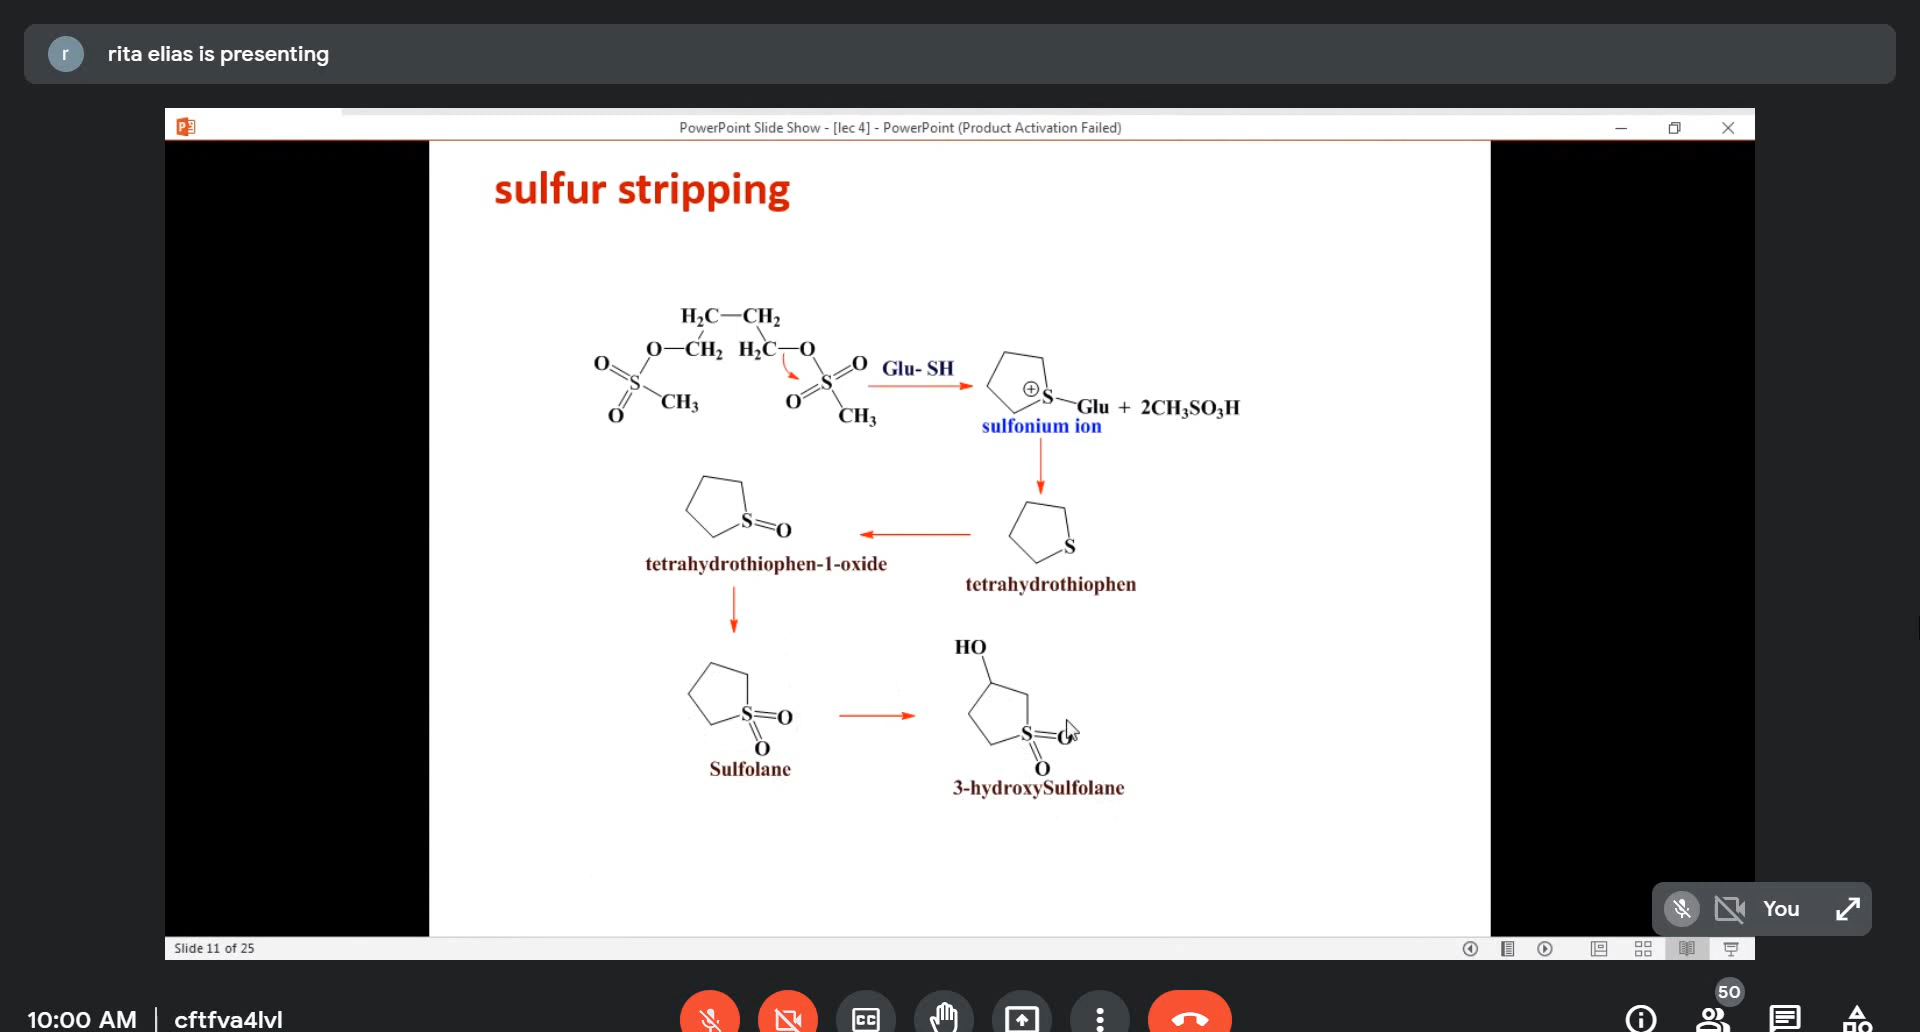 r rita elias is presenting
PowerPoint Slide Show - [lec 4] - PowerPoint (Product Activation Failed)
sulfur stripping
H₂C—CH₂
O—CH₂ H₂C—O
O S O CH₃
O S O CH₃
Glu- SH
⊕ S Glu + 2CH₃SO₃H
sulfonium ion
S=O
tetrahydrothiophen-1-oxide
S
tetrahydrothiophen
S=O
O
Sulfolane
HO
S=O
O
3-hydroxySulfolane
You
Slide 11 of 25
50
10:00 AM | cftfva4lvl
CC